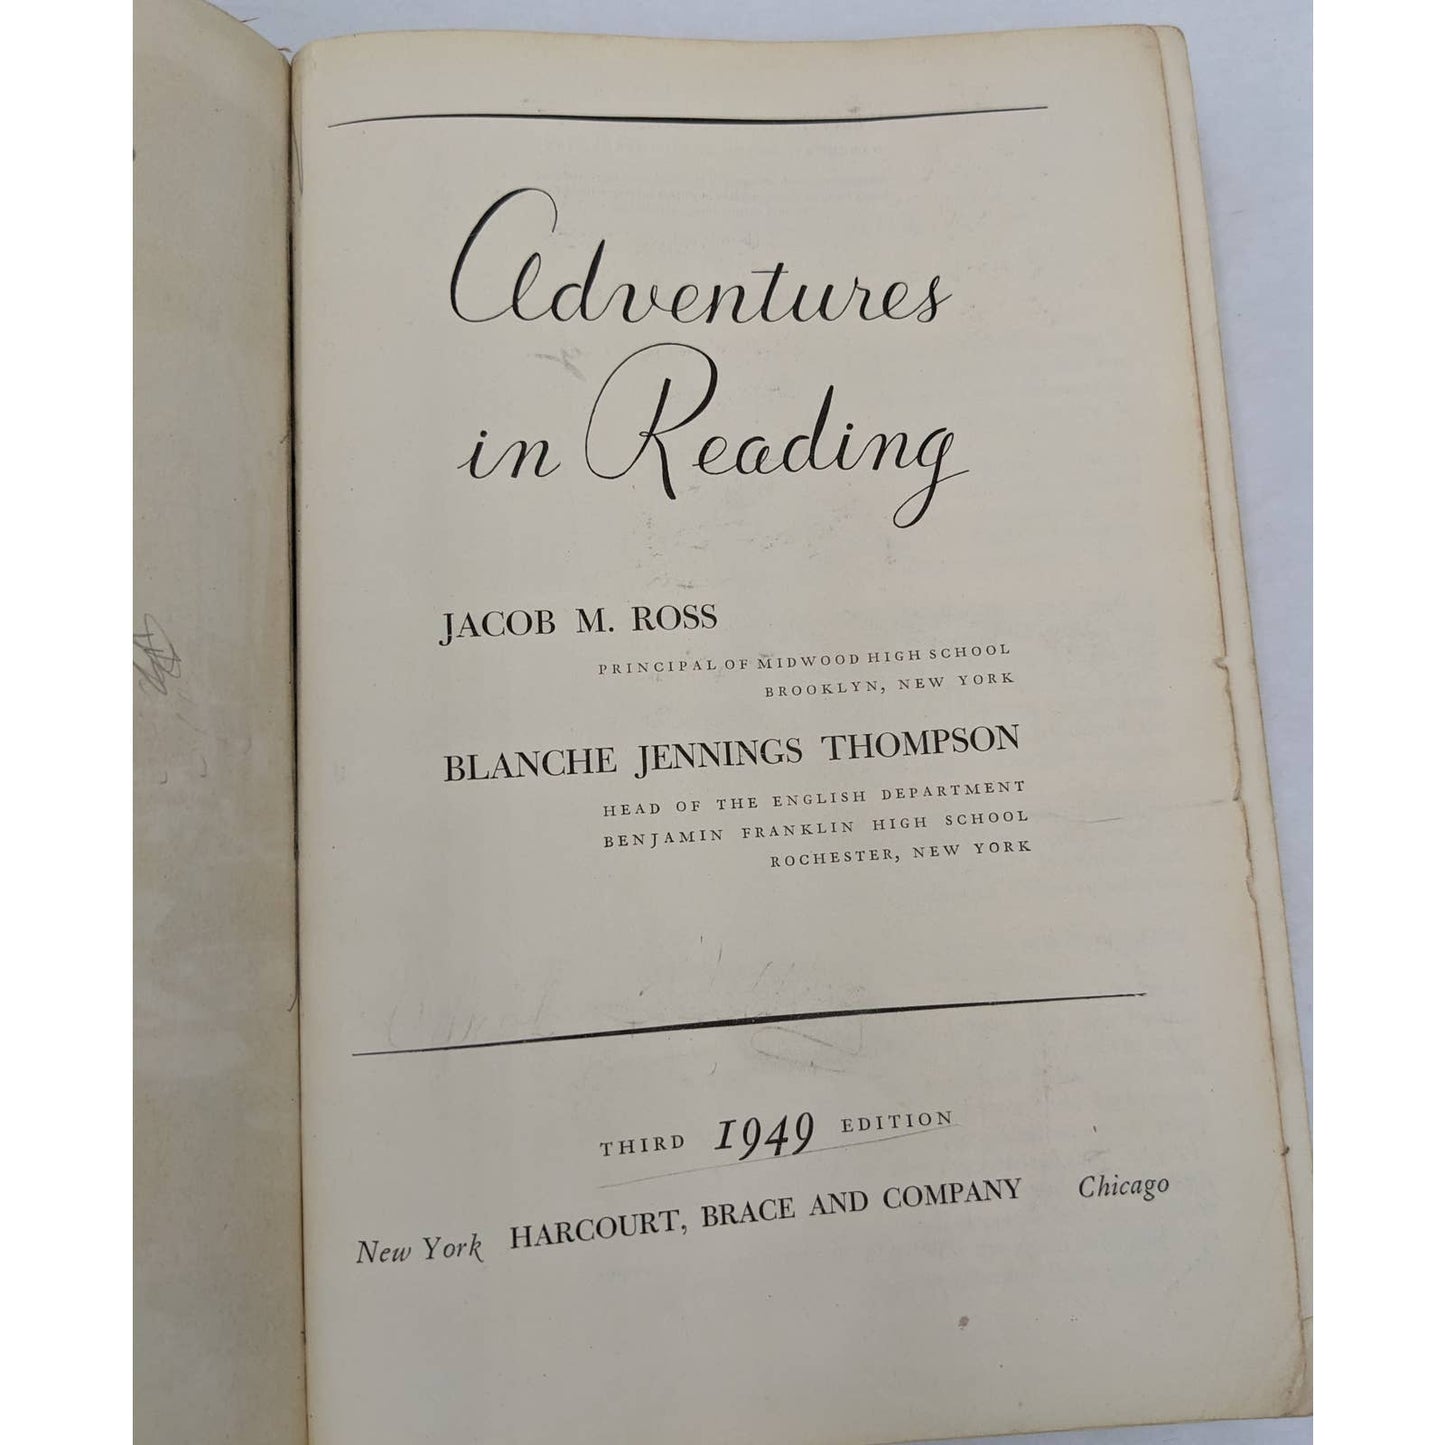 Adventures
in Reading
JACOB M. ROSS
PRINCIPAL OF MIDWOOD HIGH SCHOOL
BROOKLYN, NEW YORK
BLANCHE JENNINGS THOMPSON
HEAD OF THE ENGLISH DEPARTMENT
BENJAMIN FRANKLIN HIGH SCHOOL
ROCHESTER, NEW YORK
THIRD 1949 EDITION
New York HARCOURT, BRACE AND COMPANY Chicago